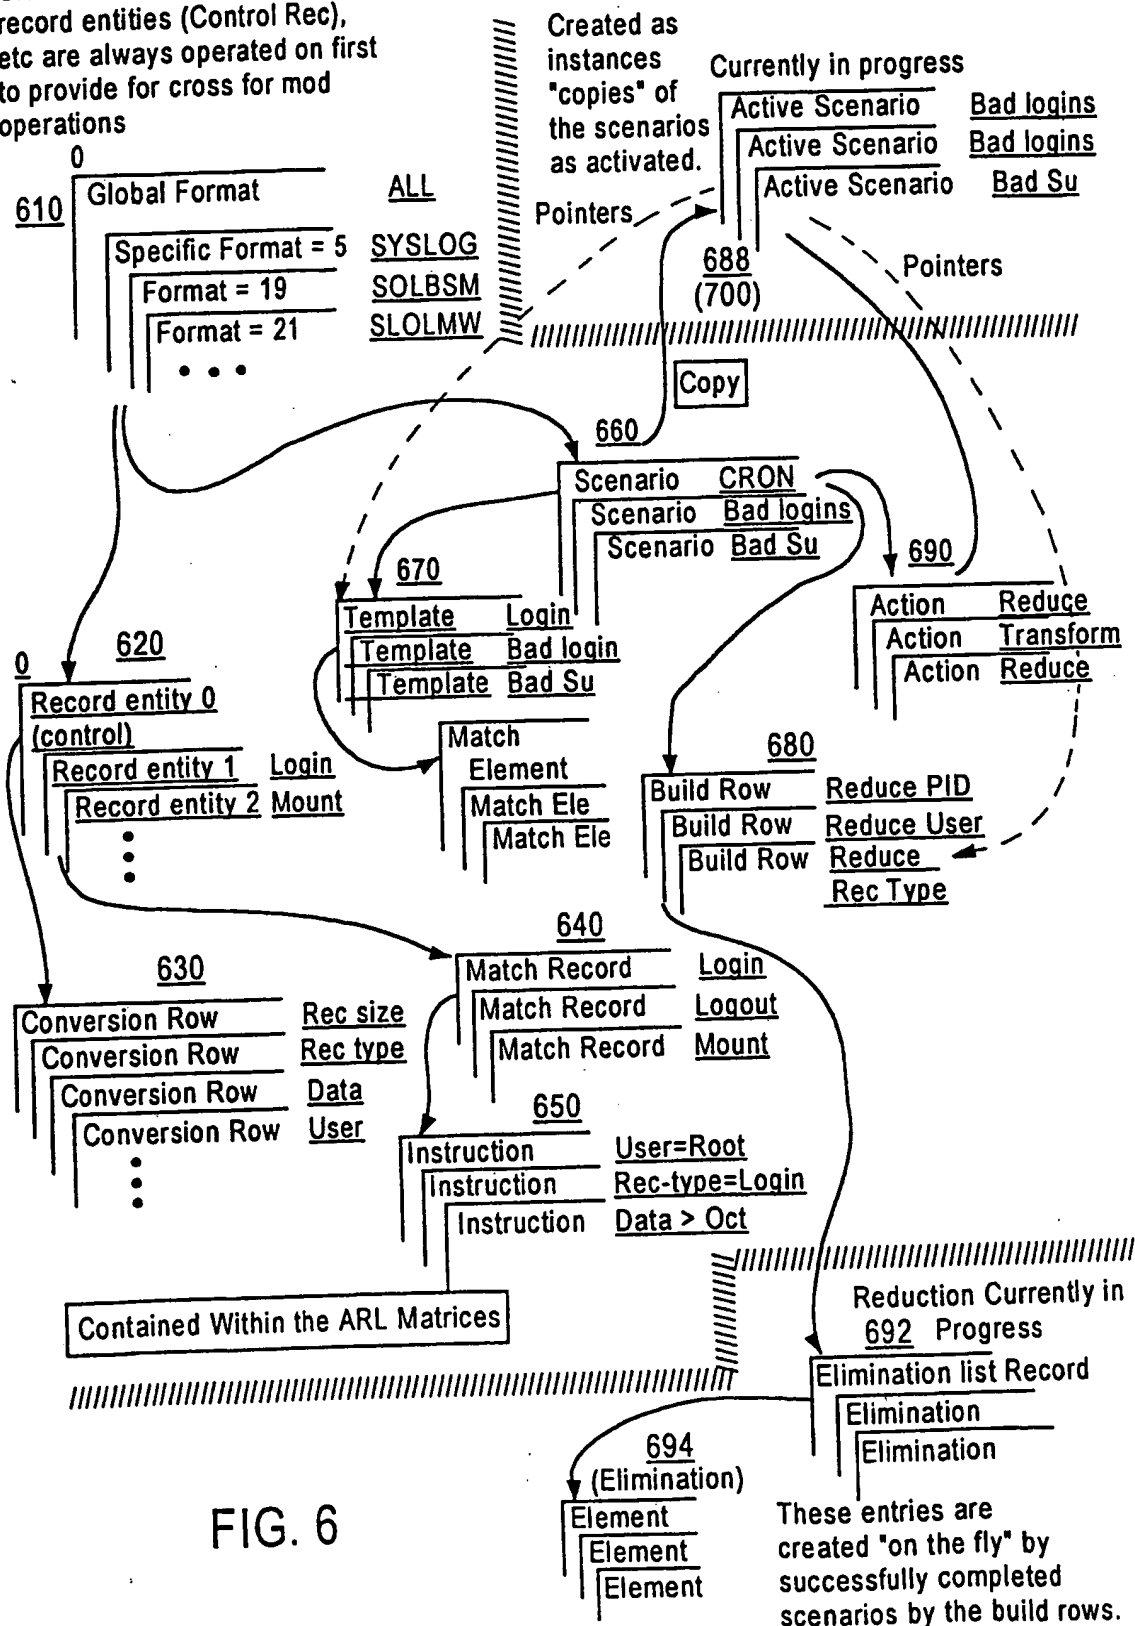 record entities (Control Rec),
etc are always operated on first
to provide for cross for mod
operations
Created as
instances
"copies" of
the scenarios
as activated.
Currently in progress
Active Scenario Bad logins
Active Scenario Bad logins
Active Scenario Bad Su
Pointers
688
(700)
Pointers
0
610
Global Format ALL
Specific Format = 5 SYSLOG
Format = 19 SOLBSM
Format = 21 SLOLMW
Copy
660
Scenario CRON
Scenario Bad logins
Scenario Bad Su
670
Template Login
Template Bad login
Template Bad Su
690
Action Reduce
Action Transform
Action Reduce
0
620
Record entity 0
(control)
Record entity 1 Login
Record entity 2 Mount
Match
Element
Match Ele
Match Ele
680
Build Row Reduce PID
Build Row Reduce User
Build Row Reduce
Rec Type
630
Conversion Row Rec size
Conversion Row Rec type
Conversion Row Data
Conversion Row User
640
Match Record Login
Match Record Logout
Match Record Mount
650
Instruction User=Root
Instruction Rec-type=Login
Instruction Data > Oct
Contained Within the ARL Matrices
Reduction Currently in
692 Progress
Elimination list Record
Elimination
Elimination
694
(Elimination)
Element
Element
Element
These entries are
created "on the fly" by
successfully completed
scenarios by the build rows.
FIG. 6